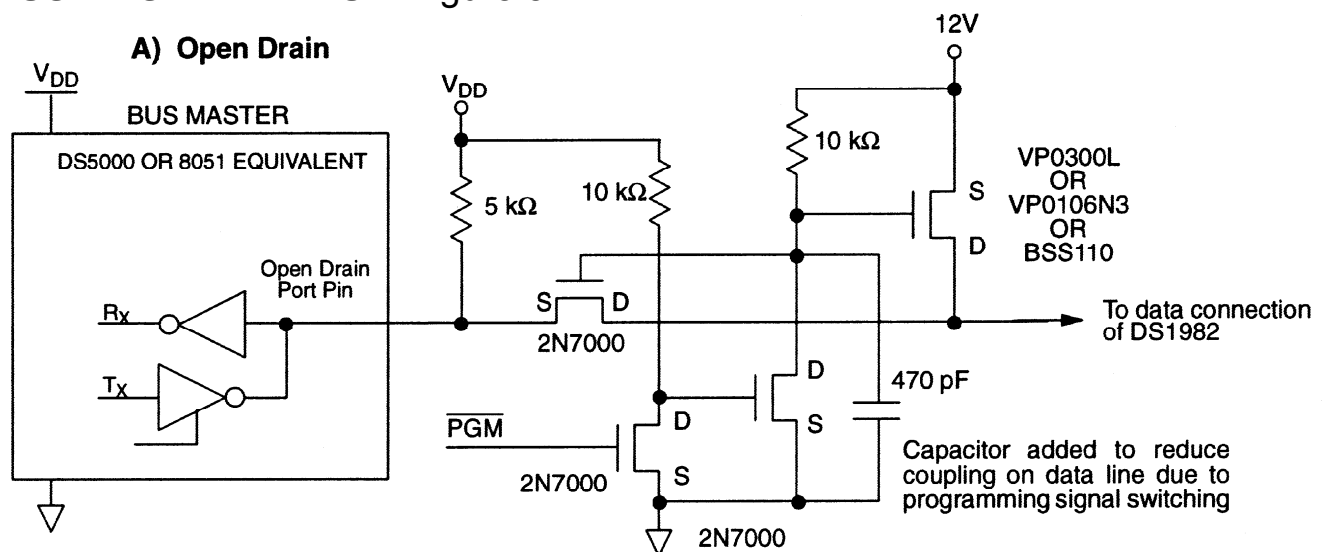 A) Open Drain
12V
VDD
VDD
BUS MASTER
DS5000 OR 8051 EQUIVALENT
10 kΩ
VP0300L
OR
VP0106N3
OR
BSS110
5 kΩ
10 kΩ
S
D
Open Drain
Port Pin
S
D
RX
2N7000
To data connection
of DS1982
TX
D
S
470 pF
PGM
D
S
2N7000
Capacitor added to reduce
coupling on data line due to
programming signal switching
2N7000